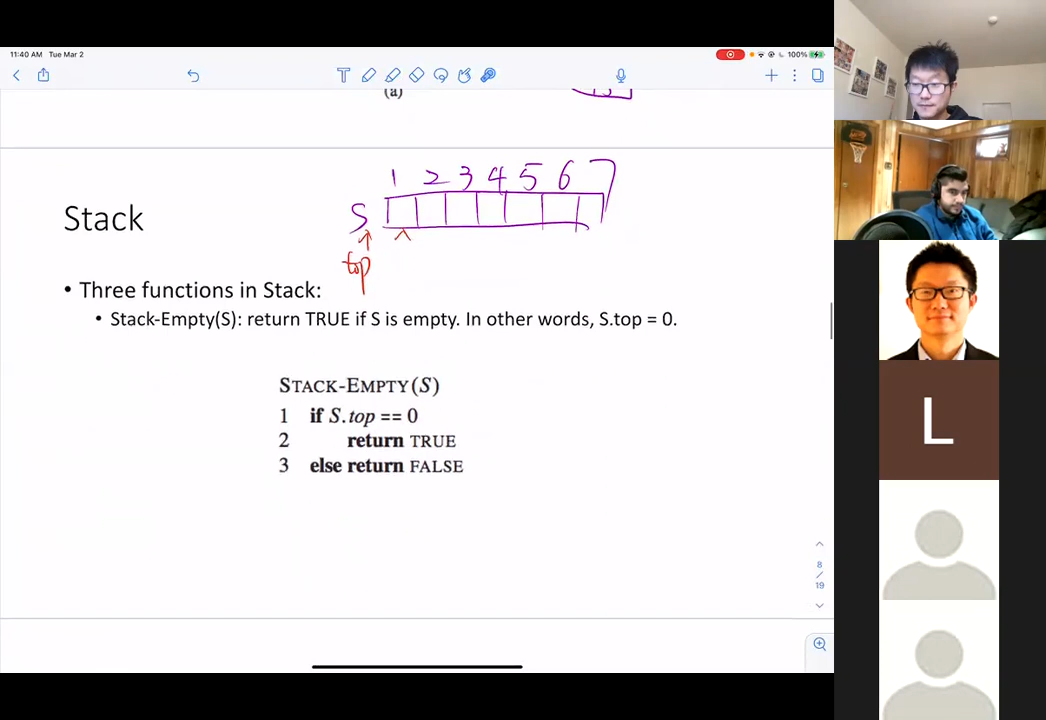 11:40 AM Tue Mar 2
100%
(a)
1 2 3 4 5 6 7
Stack
S
top
• Three functions in Stack:
• Stack-Empty(S): return TRUE if S is empty. In other words, S.top = 0.
STACK-EMPTY(S)
1 if S.top == 0
2 return TRUE
3 else return FALSE
8
/
19
L